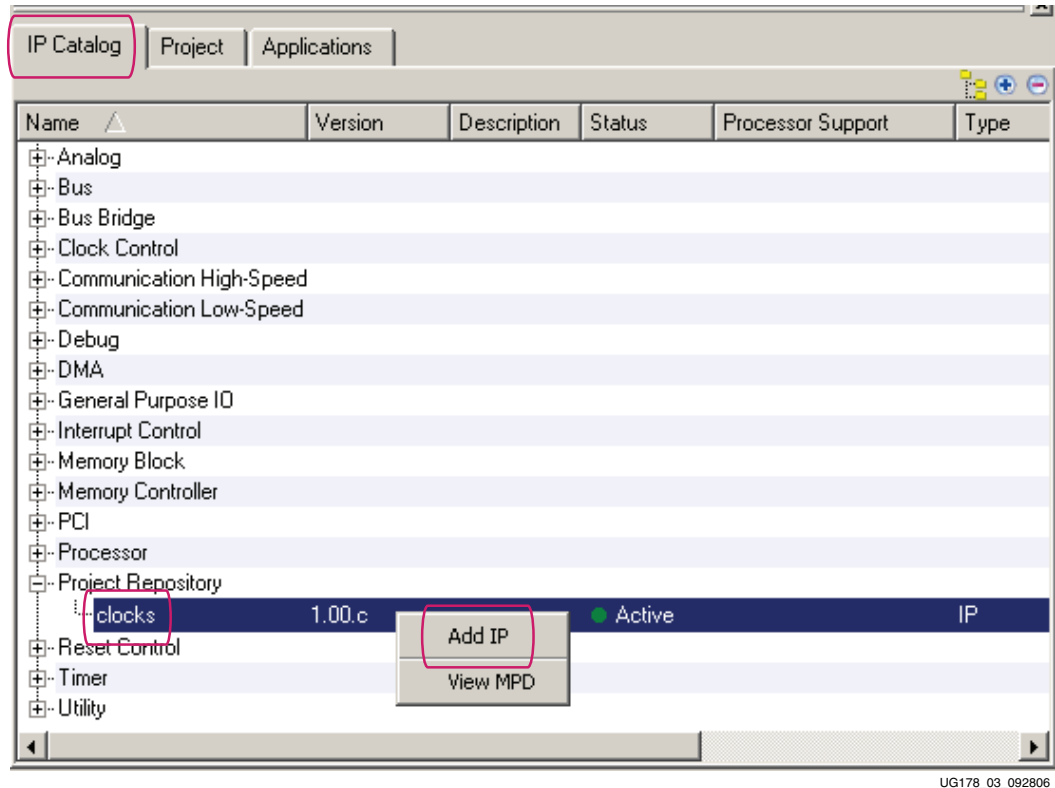 IP Catalog Project Applications
Name Version Description Status Processor Support Type
Analog
Bus
Bus Bridge
Clock Control
Communication High-Speed
Communication Low-Speed
Debug
DMA
General Purpose IO
Interrupt Control
Memory Block
Memory Controller
PCI
Processor
Project Repository
clocks 1.00.c Active IP
Add IP
Reset Control
View MPD
Timer
Utility
UG178 03 092806